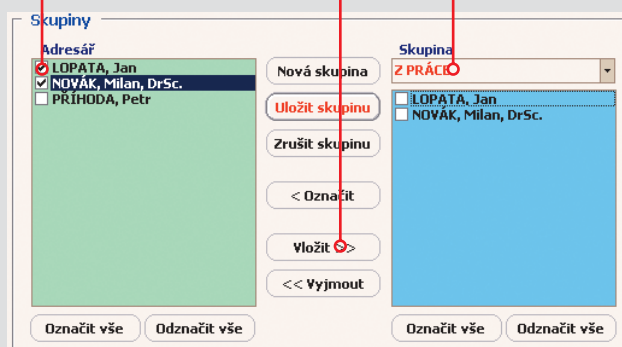 Skupiny
Adresář
LOPATA, Jan
NOVÁK, Milan, DrSc.
PŘÍHODA, Petr
Označit vše
Odznačit vše
Nová skupina
Uložit skupinu
Zrušit skupinu
< Označit
Vložit >>
<< Vyjmout
Skupina
Z PRÁCE
LOPATA, Jan
NOVÁK, Milan, DrSc.
Označit vše
Odznačit vše